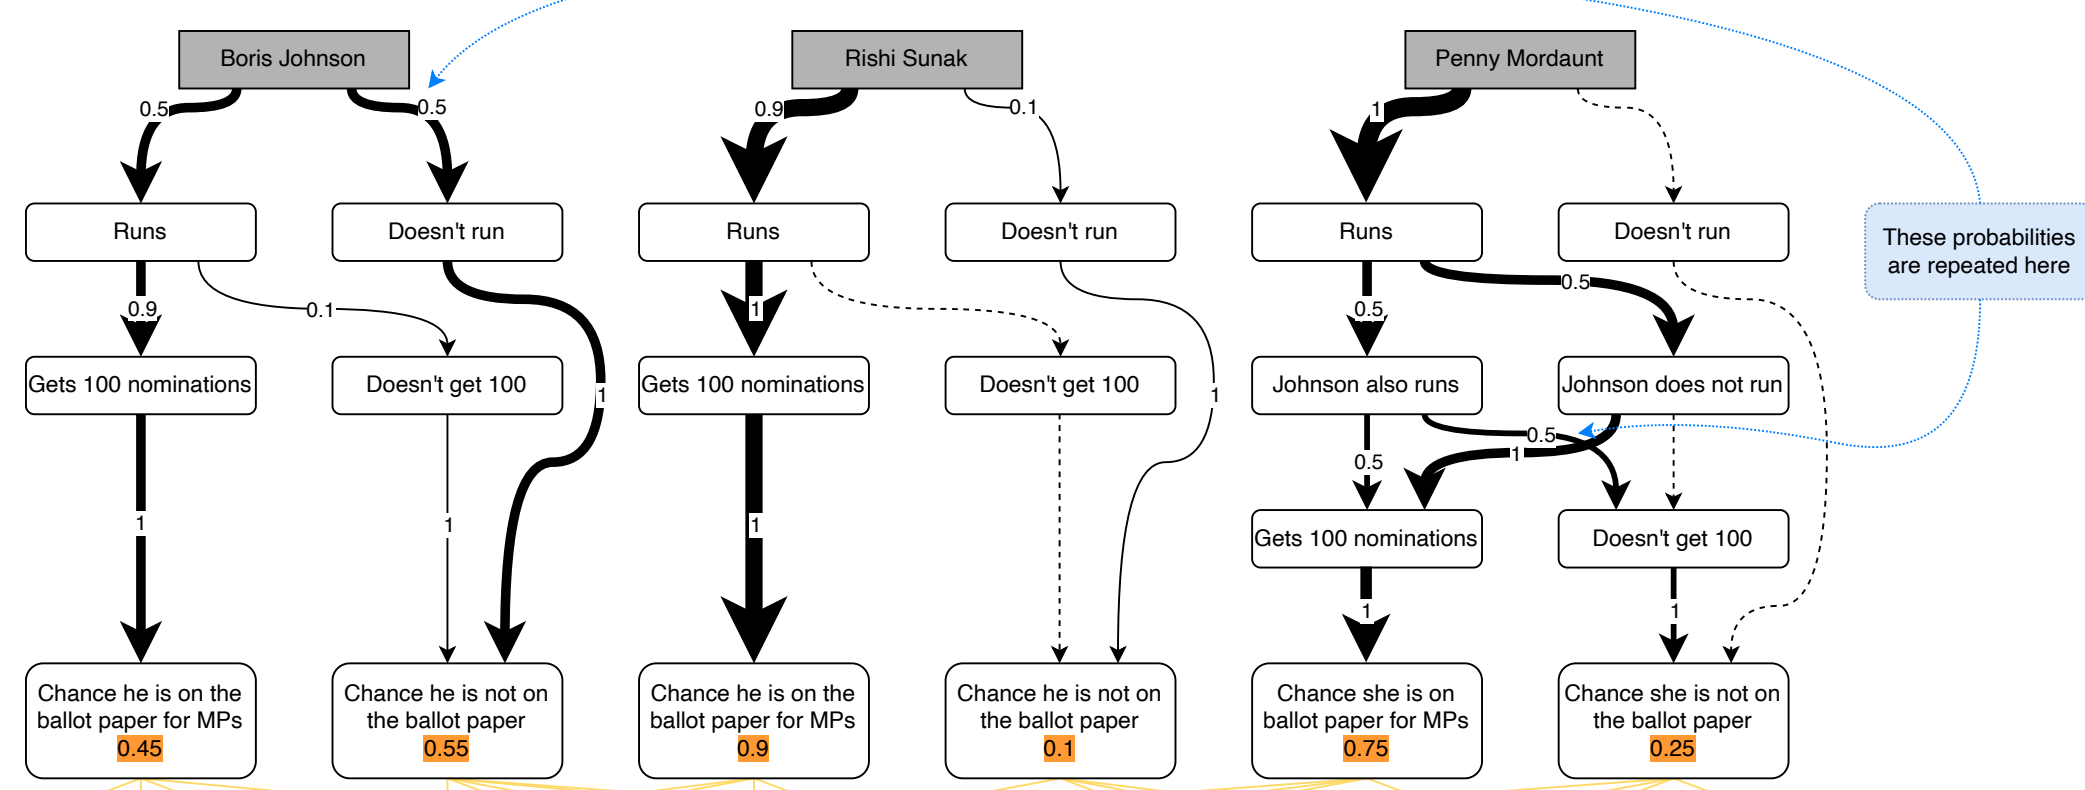 Boris Johnson
Rishi Sunak
Penny Mordaunt
0.5
0.5
0.9
0.1
1
Runs
Doesn't run
Runs
Doesn't run
Runs
Doesn't run
These probabilities
are repeated here
0.9
0.1
1
0.5
0.5
Gets 100 nominations
Doesn't get 100
1
Gets 100 nominations
Doesn't get 100
1
Johnson also runs
Johnson does not run
0.5
1
0.5
1
1
1
Gets 100 nominations
Doesn't get 100
1
1
Chance he is on the
ballot paper for MPs
0.45
Chance he is not on
the ballot paper
0.55
Chance he is on the
ballot paper for MPs
0.9
Chance he is not on
the ballot paper
0.1
Chance she is on
ballot paper for MPs
0.75
Chance she is not on
the ballot paper
0.25